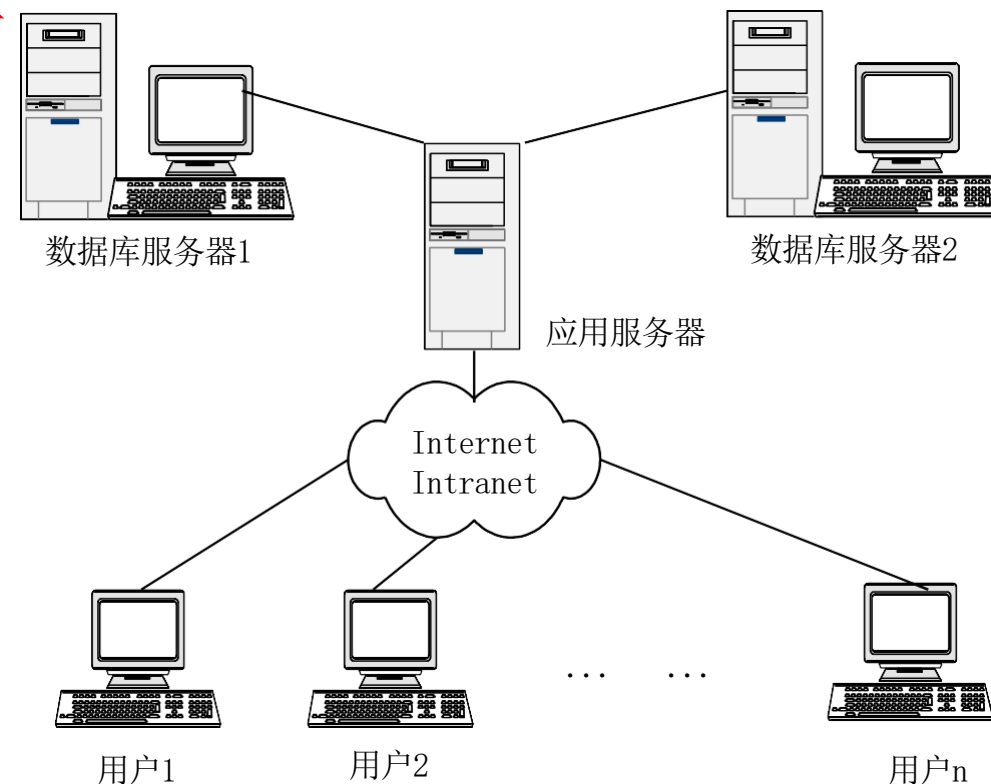 数据库服务器1
数据库服务器2
应用服务器
Internet
Intranet
... ...
用户1
用户2
用户n